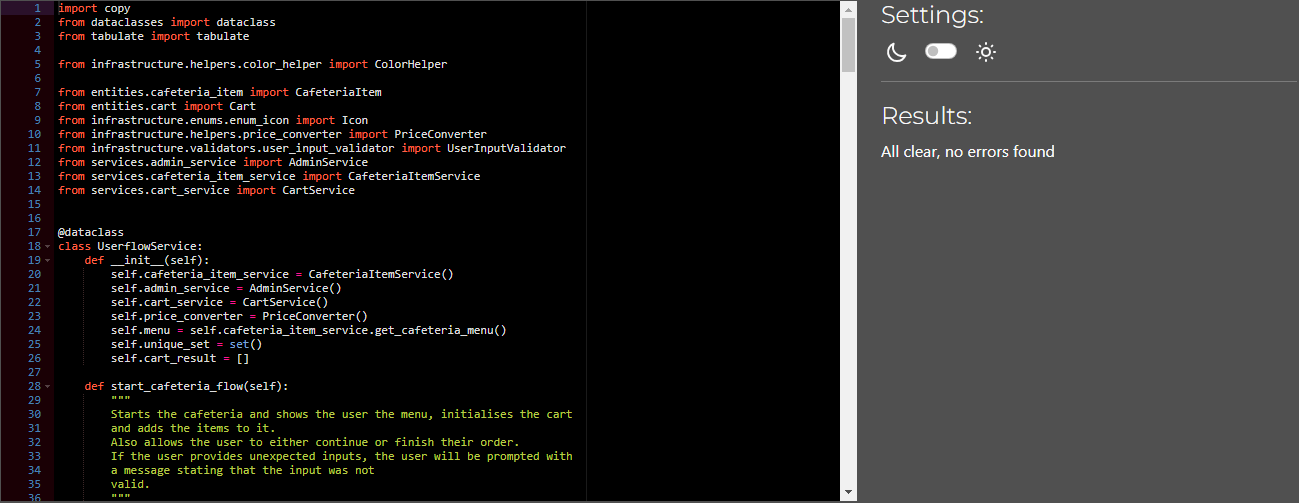 1 import copy
2 from dataclasses import dataclass
3 from tabulate import tabulate
4
5 from infrastructure.helpers.color_helper import ColorHelper
6
7 from entities.cafeteria_item import CafeteriaItem
8 from entities.cart import Cart
9 from infrastructure.enums.enum_icon import Icon
10 from infrastructure.helpers.price_converter import PriceConverter
11 from infrastructure.validators.user_input_validator import UserInputValidator
12 from services.admin_service import AdminService
13 from services.cafeteria_item_service import CafeteriaItemService
14 from services.cart_service import CartService
15
16
17 @dataclass
18 class UserflowService:
19     def __init__(self):
20         self.cafeteria_item_service = CafeteriaItemService()
21         self.admin_service = AdminService()
22         self.cart_service = CartService()
23         self.price_converter = PriceConverter()
24         self.menu = self.cafeteria_item_service.get_cafeteria_menu()
25         self.unique_set = set()
26         self.cart_result = []
27
28     def start_cafeteria_flow(self):
29         """
30         Starts the cafeteria and shows the user the menu, initialises the cart
31         and adds the items to it.
32         Also allows the user to either continue or finish their order.
33         If the user provides unexpected inputs, the user will be prompted with
34         a message stating that the input was not
35         valid.
36         """
Settings:
Results:
All clear, no errors found